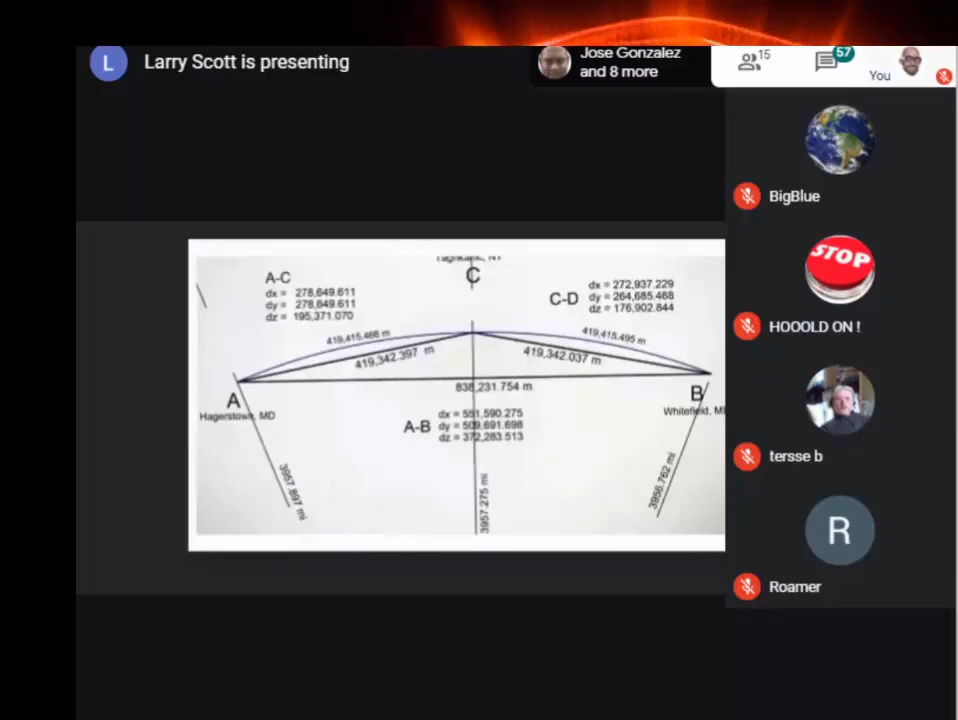 Larry Scott is presenting
L
Jose Gonzalez
and 8 more
15
57
You
BigBlue
STOP
HOOOLD ON !
tersse b
R
Roamer
C
A-C
dx = 278,649.611
dy = 278,649.611
dz = 195,371.070
C-D
dx = 272,937.229
dy = 264,685.468
dz = 176,902.844
419,415.466 m
419,342.397 m
419,415.495 m
419,342.037 m
838,231.754 m
A
Hagerstown, MD
B
Whitefield, M
A-B
dx = 551,590.275
dy = 509,691.698
dz = 372,283.513
3957.897 mi
3957.275 mi
3956.762 mi